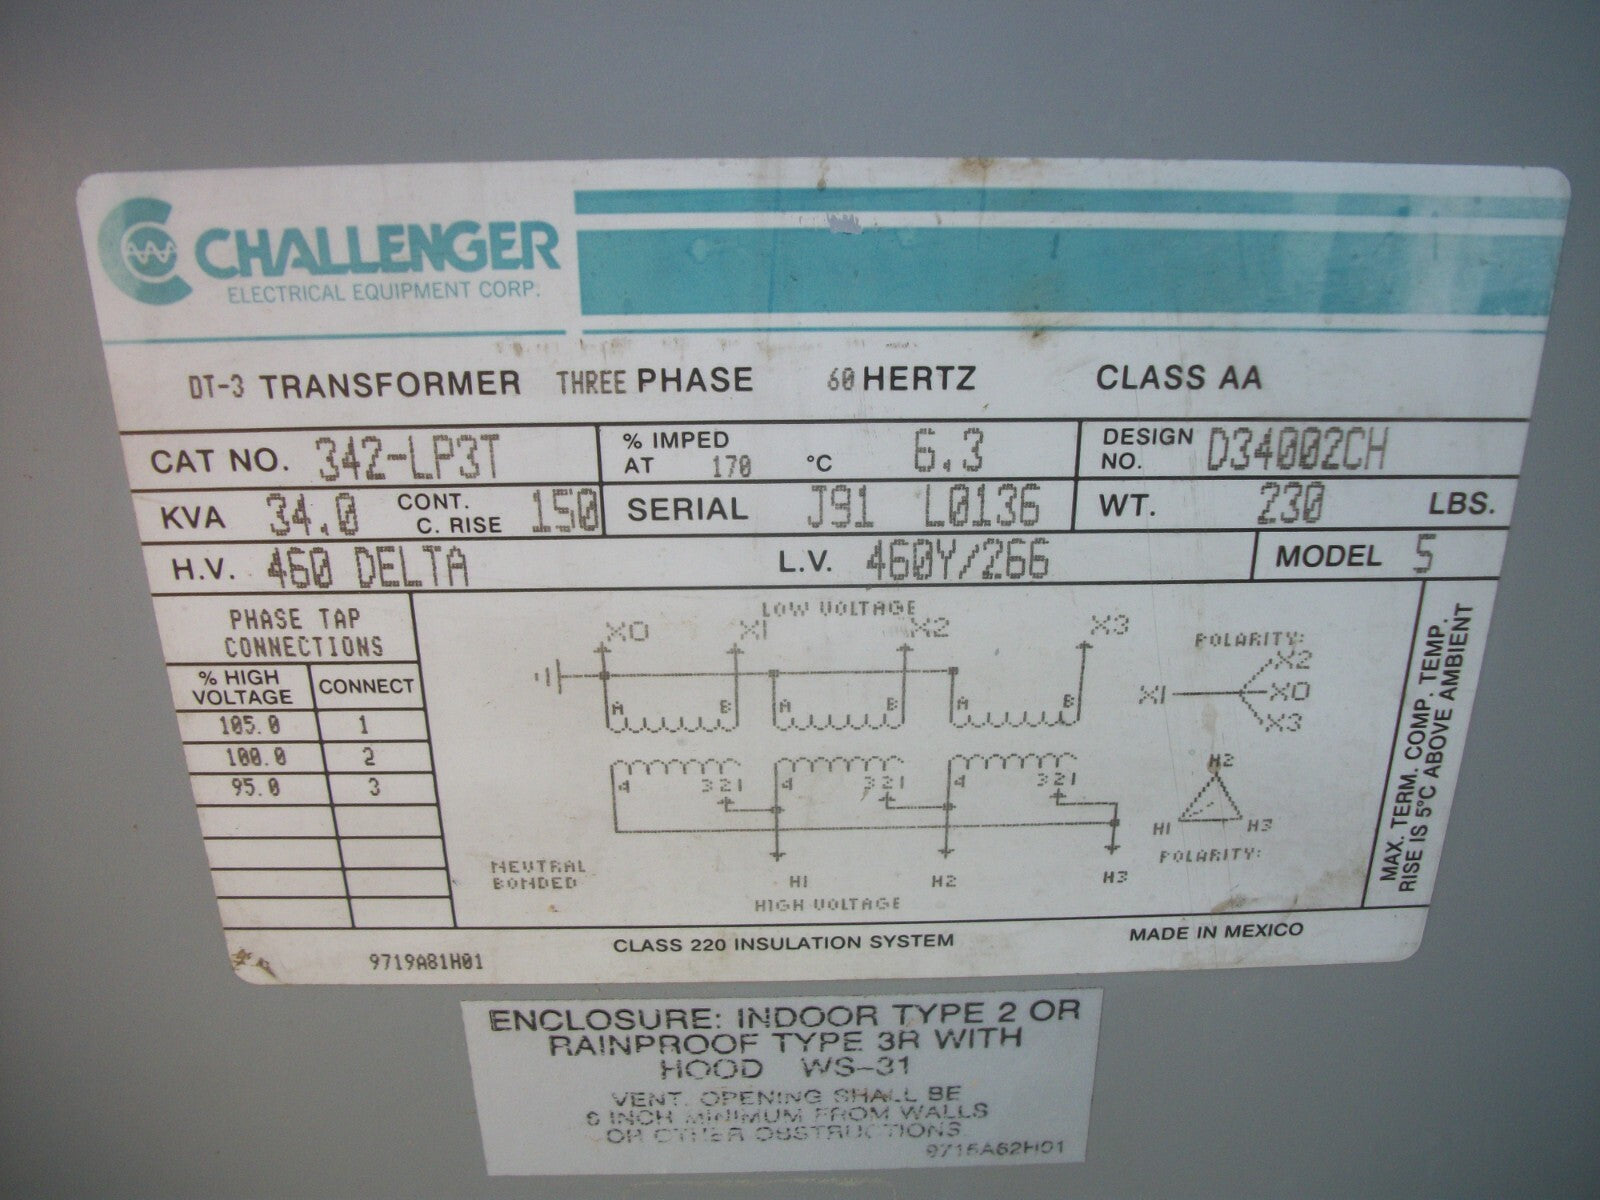 CHALLENGER
ELECTRICAL EQUIPMENT CORP.
DT-3 TRANSFORMER THREE PHASE 60 HERTZ CLASS AA
CAT NO. 342-LP3T % IMPED AT 170 °C 6.3 DESIGN NO. D34002CH
KVA 34.0 CONT. C. RISE 150 SERIAL J91 L0136 WT. 230 LBS.
H.V. 460 DELTA L.V. 460Y/266 MODEL 5
PHASE TAP
CONNECTIONS
% HIGH VOLTAGE CONNECT
105.0 1
100.0 2
95.0 3
LOW VOLTAGE
X0 X1 X2 X3
A B A B A B
4 3 2 1 4 3 2 1 4 3 2 1
H1 H2 H3
HIGH VOLTAGE
NEUTRAL
BONDED
POLARITY:
X2
X1 X0
X3
H2
H1 H3
POLARITY:
MAX. TERM. COMP. TEMP.
RISE IS 5°C ABOVE AMBIENT
9719A81H01 CLASS 220 INSULATION SYSTEM MADE IN MEXICO
ENCLOSURE: INDOOR TYPE 2 OR
RAINPROOF TYPE 3R WITH
HOOD WS-31
VENT. OPENING SHALL BE
6 INCH MINIMUM FROM WALLS
OR OTHER OBSTRUCTIONS
9715A62H01